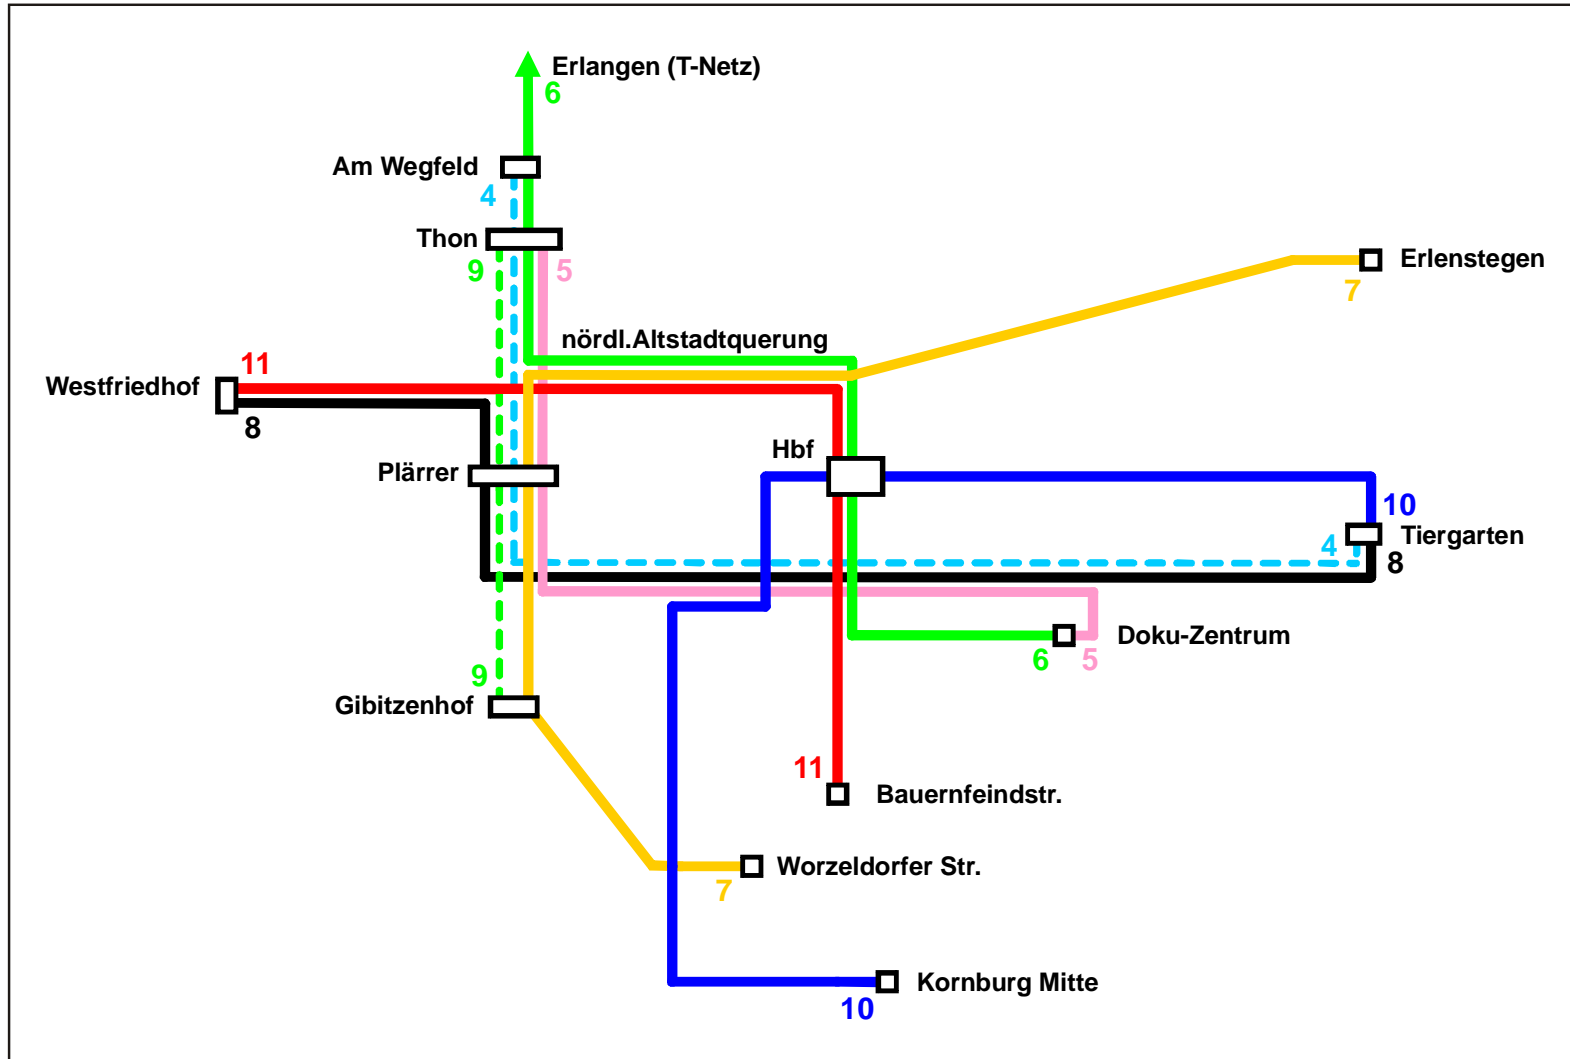 Erlangen (T-Netz)
6
Am Wegfeld
4
Thon
9
5
Erlenstegen
7
nördl.Altstadtquerung
11
Westfriedhof
8
Hbf
Plärrer
10
Tiergarten
4
8
Doku-Zentrum
6
5
9
Gibitzenhof
11
Bauernfeindstr.
Worzeldorfer Str.
7
Kornburg Mitte
10